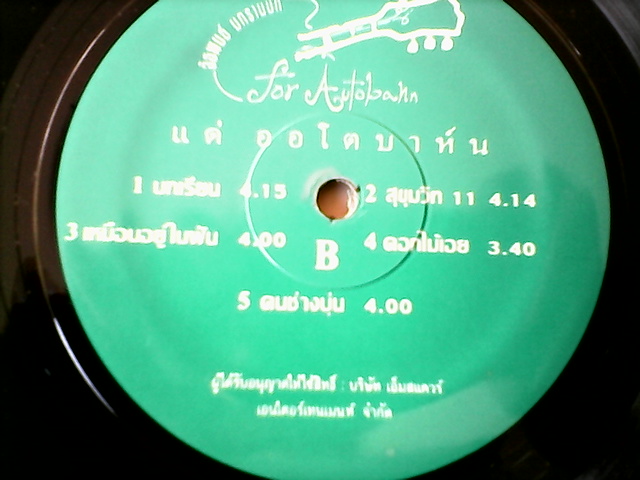 for Autobahn
แด่ ออโตบาห์น
1 นกเรียน 4.15 2 สุขุมวิท 11 4.14
3 เหมือนอยู่ในฝัน 4.00 4 ดอกไม้เอย 3.40
B
5 คนช่างนุ่น 4.00
ผู้ได้รับอนุญาตให้ใช้สิทธิ์ : บริษัท เอ็มสแควร์
เอนเตอร์เทนเมนท์ จำกัด